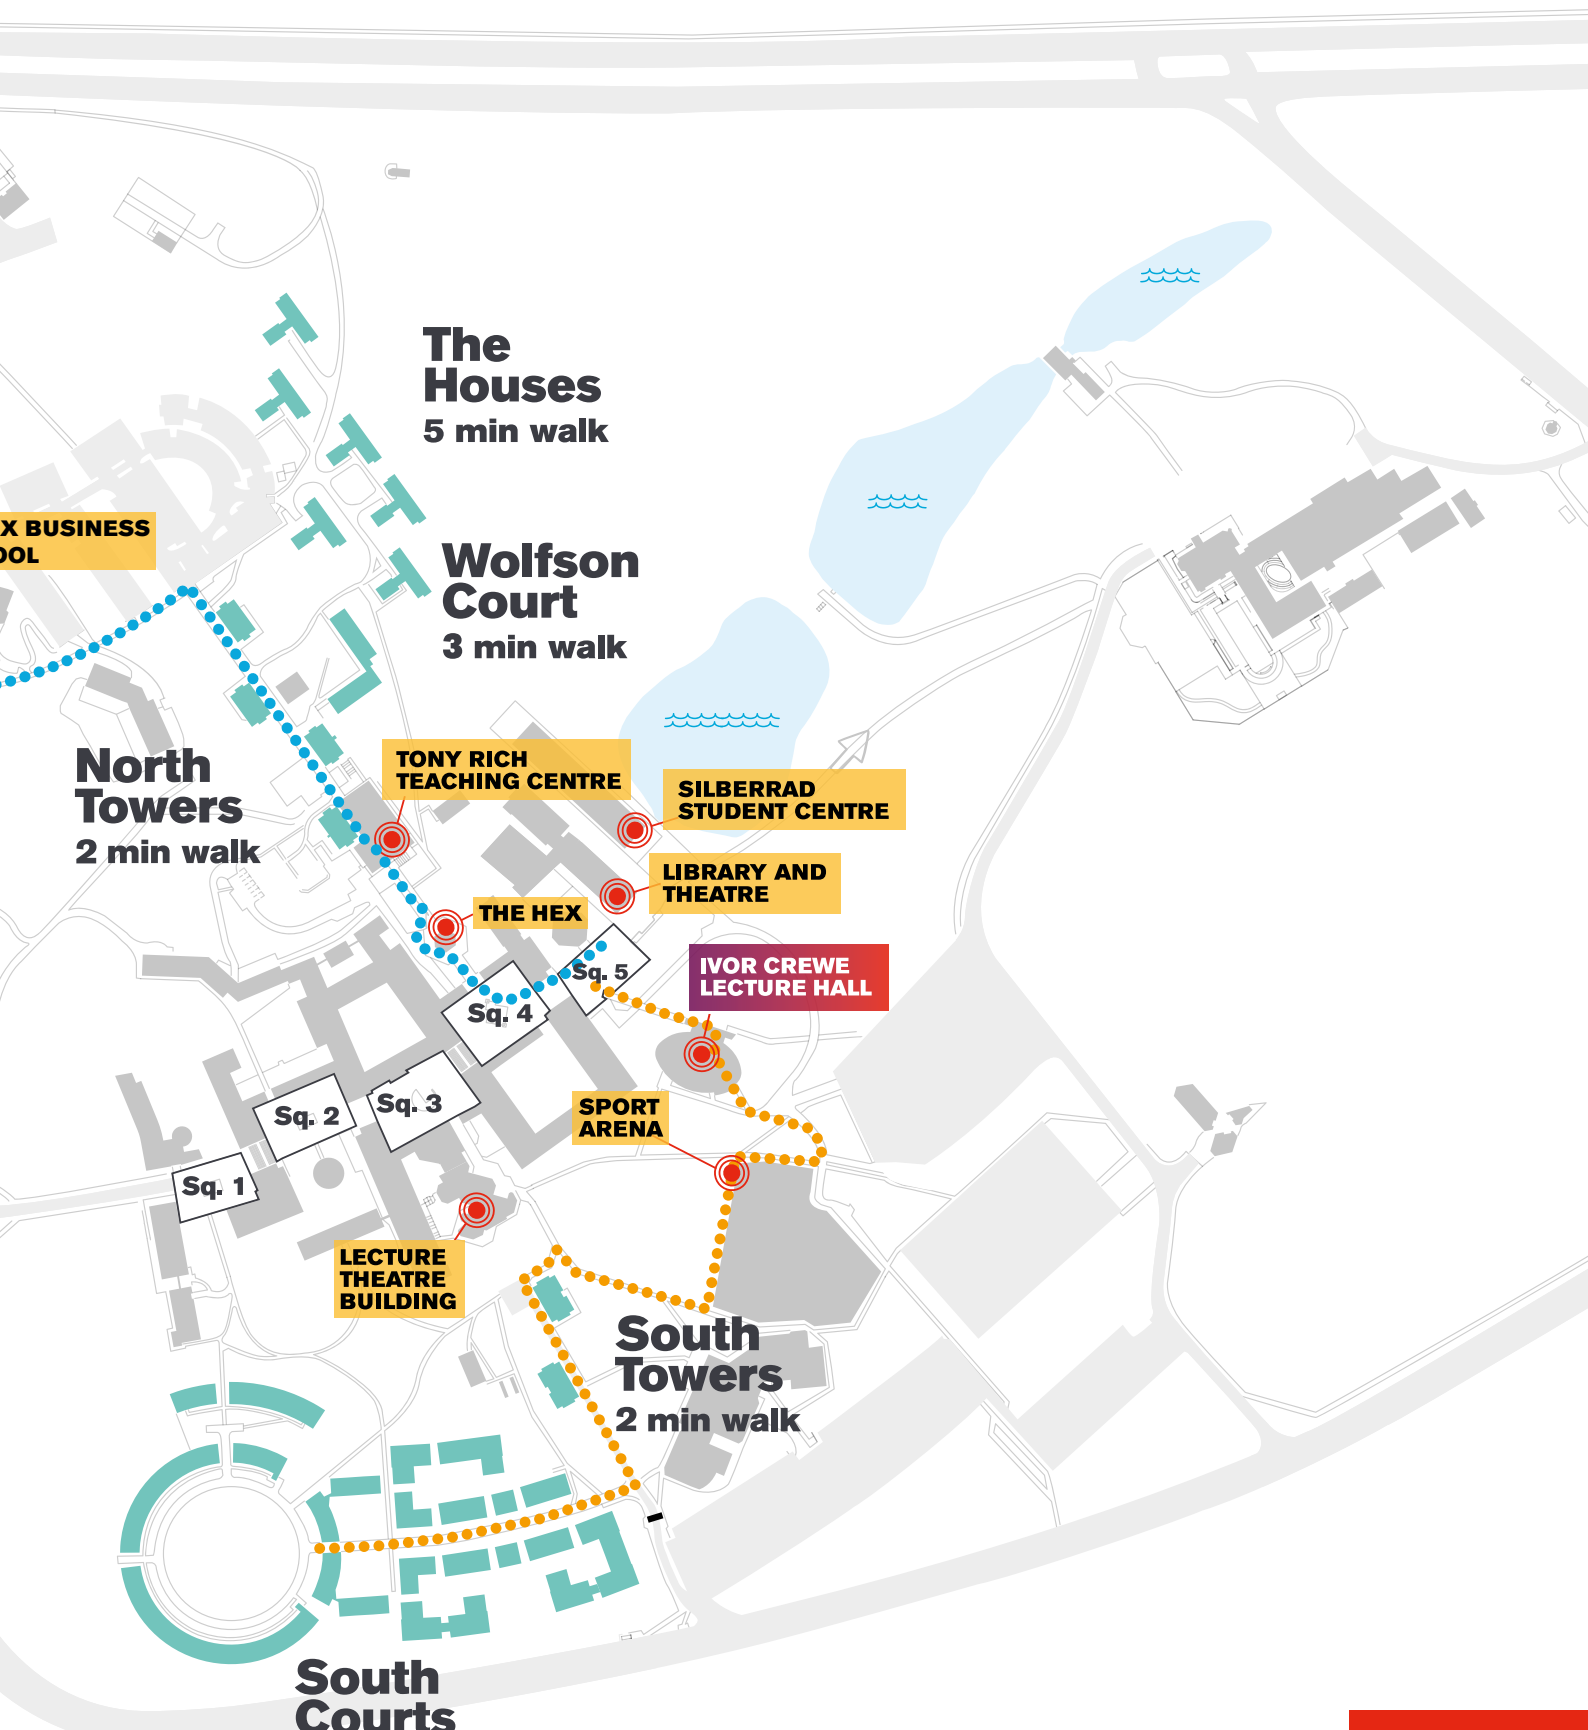 The
Houses
5 min walk
X BUSINESS
OOL
Wolfson
Court
3 min walk
North
Towers
2 min walk
TONY RICH
TEACHING CENTRE
SILBERRAD
STUDENT CENTRE
LIBRARY AND
THEATRE
THE HEX
IVOR CREWE
LECTURE HALL
Sq. 5
Sq. 4
Sq. 3
Sq. 2
Sq. 1
SPORT
ARENA
LECTURE
THEATRE
BUILDING
South
Towers
2 min walk
South
Courts